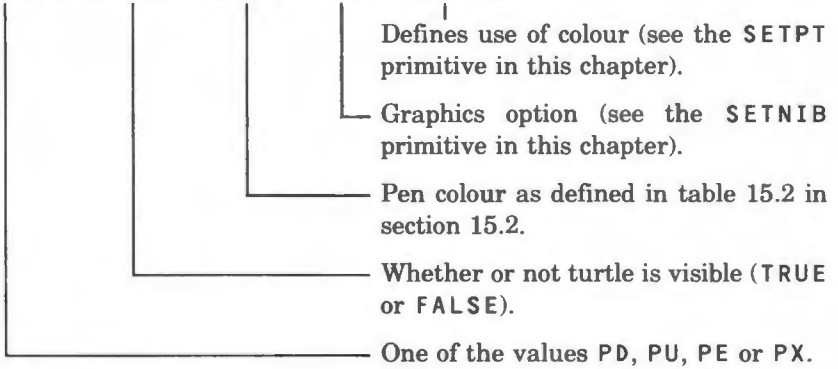 Defines use of colour (see the SETPT
primitive in this chapter).
Graphics option (see the SETNIB
primitive in this chapter).
Pen colour as defined in table 15.2 in
section 15.2.
Whether or not turtle is visible (TRUE
or FALSE).
One of the values PD, PU, PE or PX.